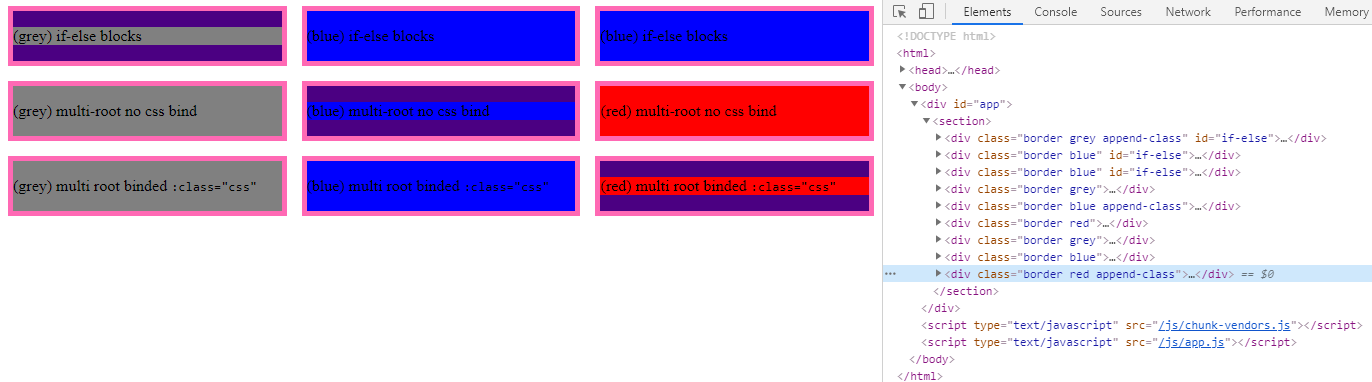 (grey) if-else blocks
(blue) if-else blocks
(blue) if-else blocks
(grey) multi-root no css bind
(blue) multi-root no css bind
(red) multi-root no css bind
(grey) multi root binded :class="css"
(blue) multi root binded :class="css"
(red) multi root binded :class="css"
Elements Console Sources Network Performance Memory
<!DOCTYPE html>
<html>
<head>…</head>
<body>
<div id="app">
<section>
<div class="border grey append-class" id="if-else">…</div>
<div class="border blue" id="if-else">…</div>
<div class="border blue" id="if-else">…</div>
<div class="border grey">…</div>
<div class="border blue append-class">…</div>
<div class="border red">…</div>
<div class="border grey">…</div>
<div class="border blue">…</div>
<div class="border red append-class">…</div> == $0
</section>
</div>
<script type="text/javascript" src="/js/chunk-vendors.js"></script>
<script type="text/javascript" src="/js/app.js"></script>
</body>
</html>